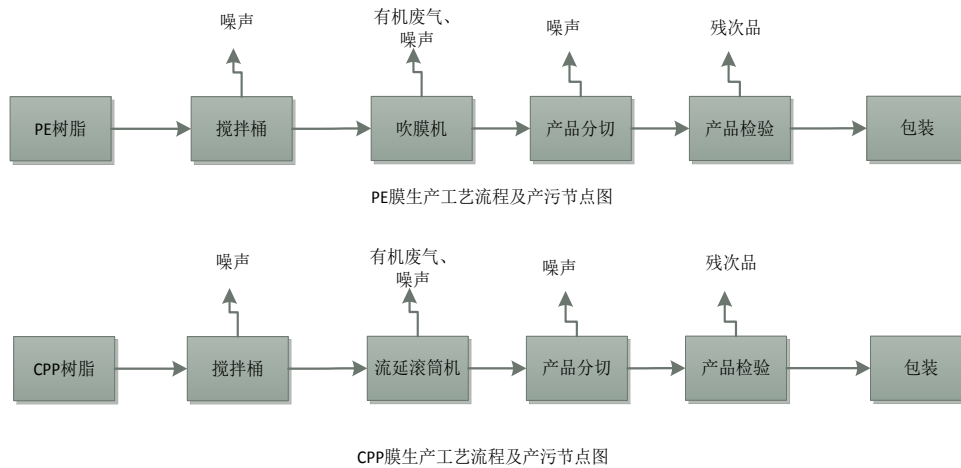 噪声
有机废气、
噪声
噪声
残次品
PE树脂
搅拌桶
吹膜机
产品分切
产品检验
包装
PE膜生产工艺流程及产污节点图
噪声
有机废气、
噪声
噪声
残次品
CPP树脂
搅拌桶
流延滚筒机
产品分切
产品检验
包装
CPP膜生产工艺流程及产污节点图